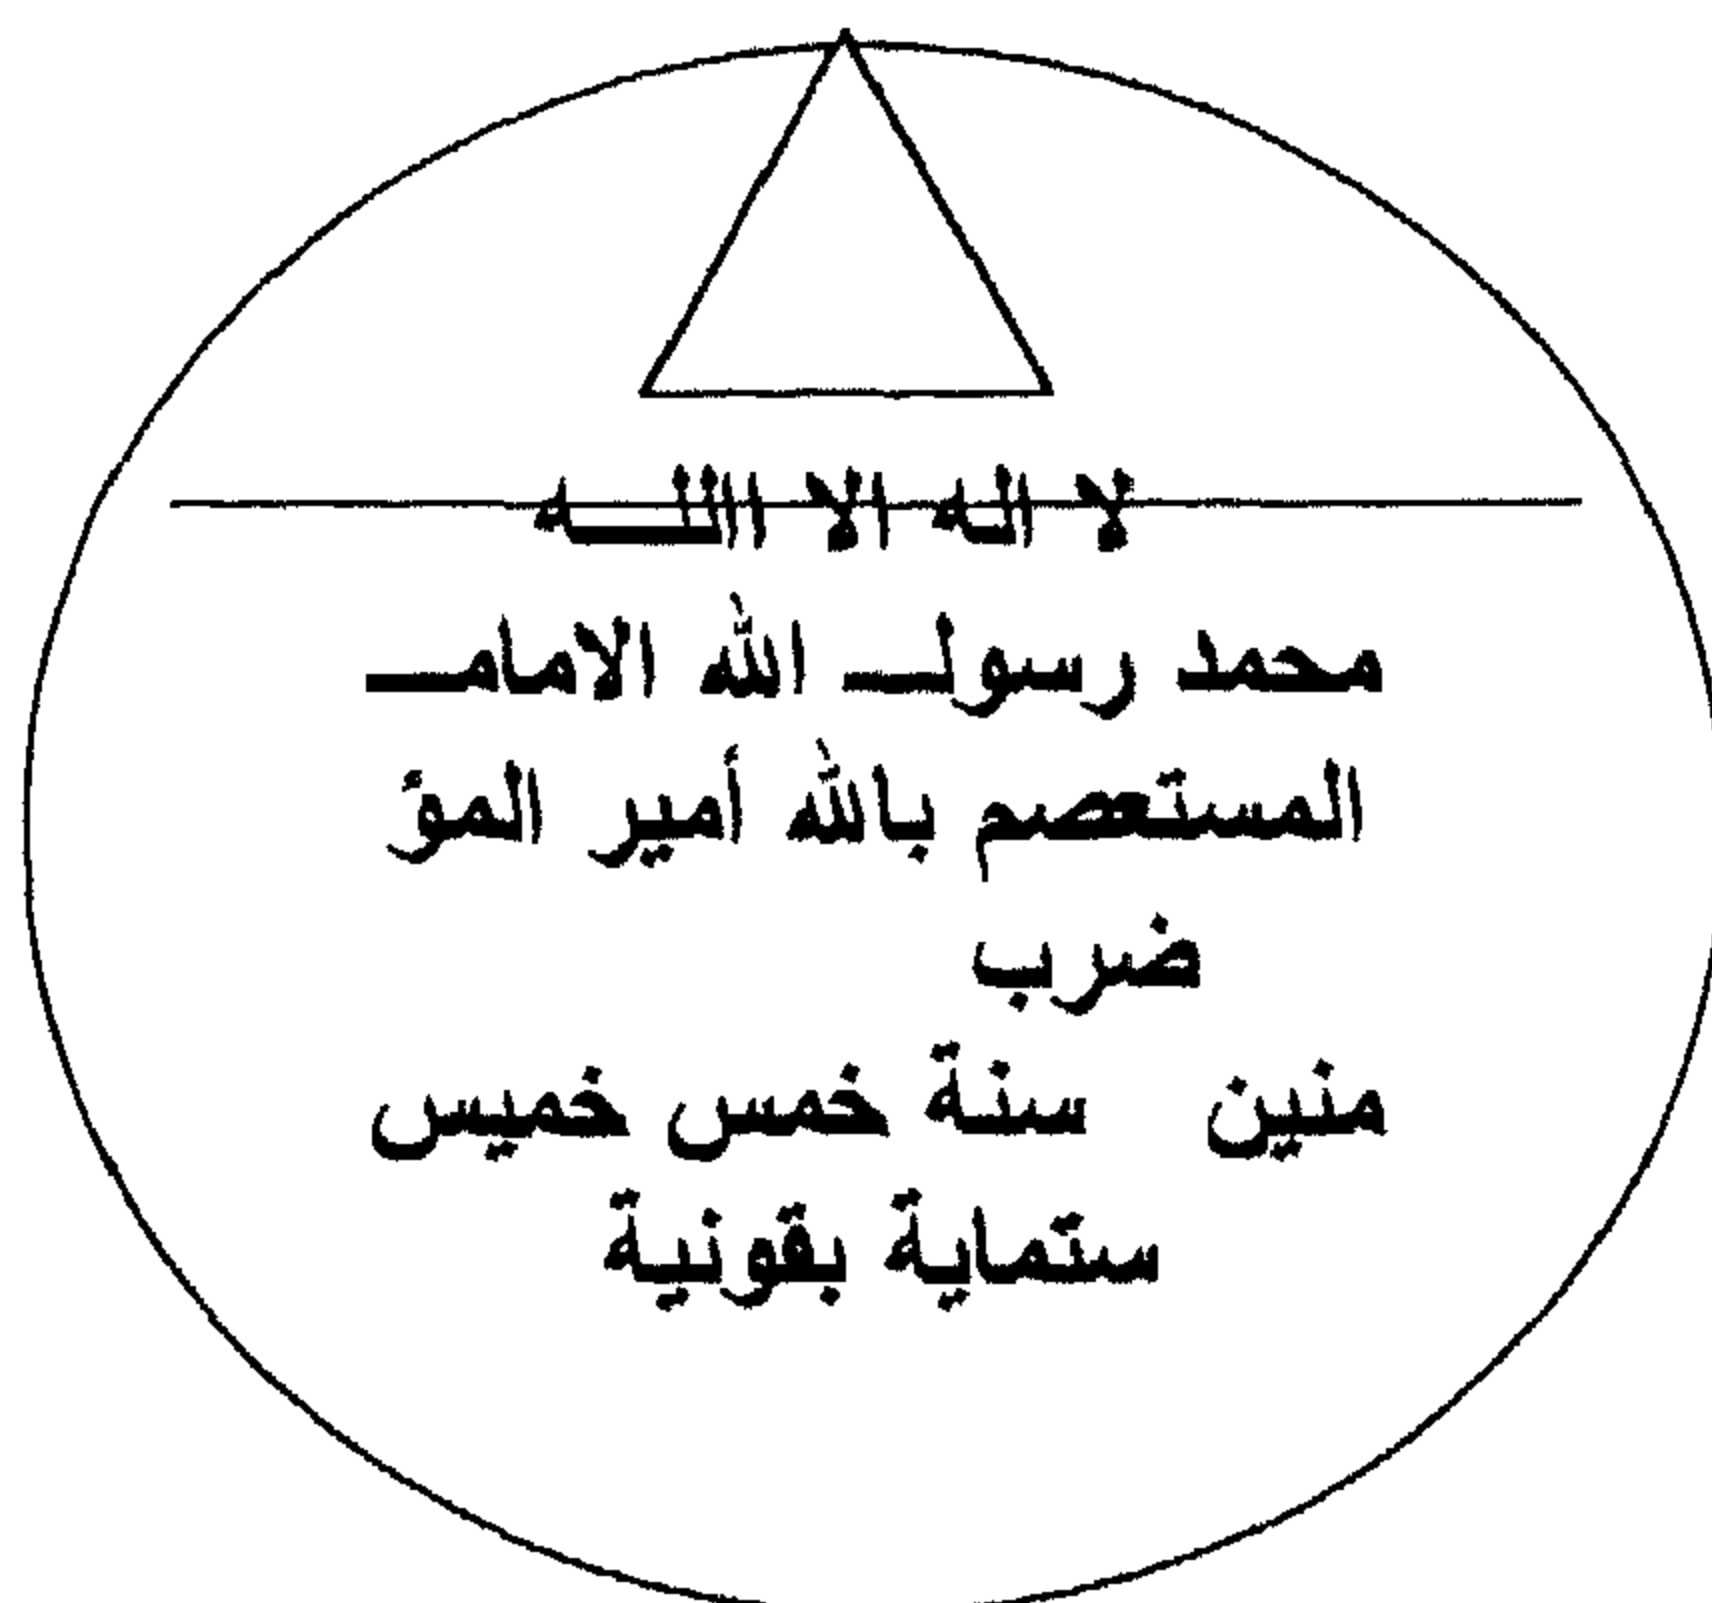 لا اله الا االلـــه
محمد رسولــ الله الامامــ
المستعصم بالله أمير المؤ
ضرب
منين سنة خمس خميس
ستماية بقونية